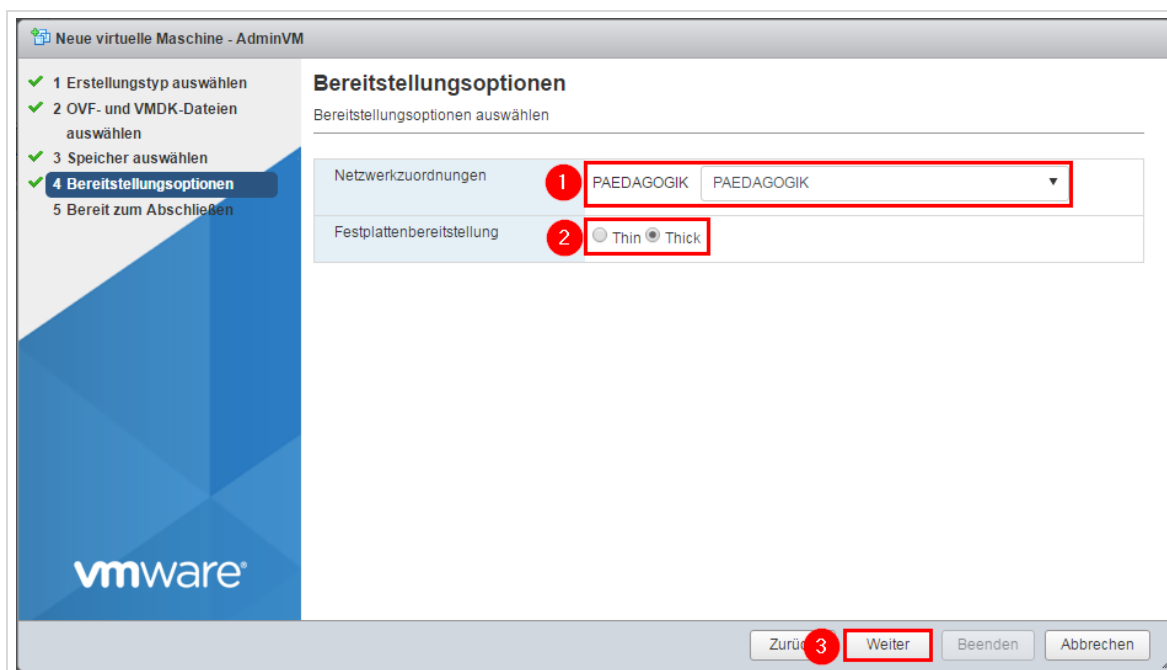 Neue virtuelle Maschine - AdminVM
1 Erstellungstyp auswählen
2 OVF- und VMDK-Dateien
auswählen
3 Speicher auswählen
4 Bereitstellungsoptionen
5 Bereit zum Abschließen
vmware®
Bereitstellungsoptionen
Bereitstellungsoptionen auswählen
Netzwerkzuordnungen 1 PAEDAGOGIK PAEDAGOGIK
Festplattenbereitstellung 2 Thin Thick
3 Weiter Beenden Abbrechen